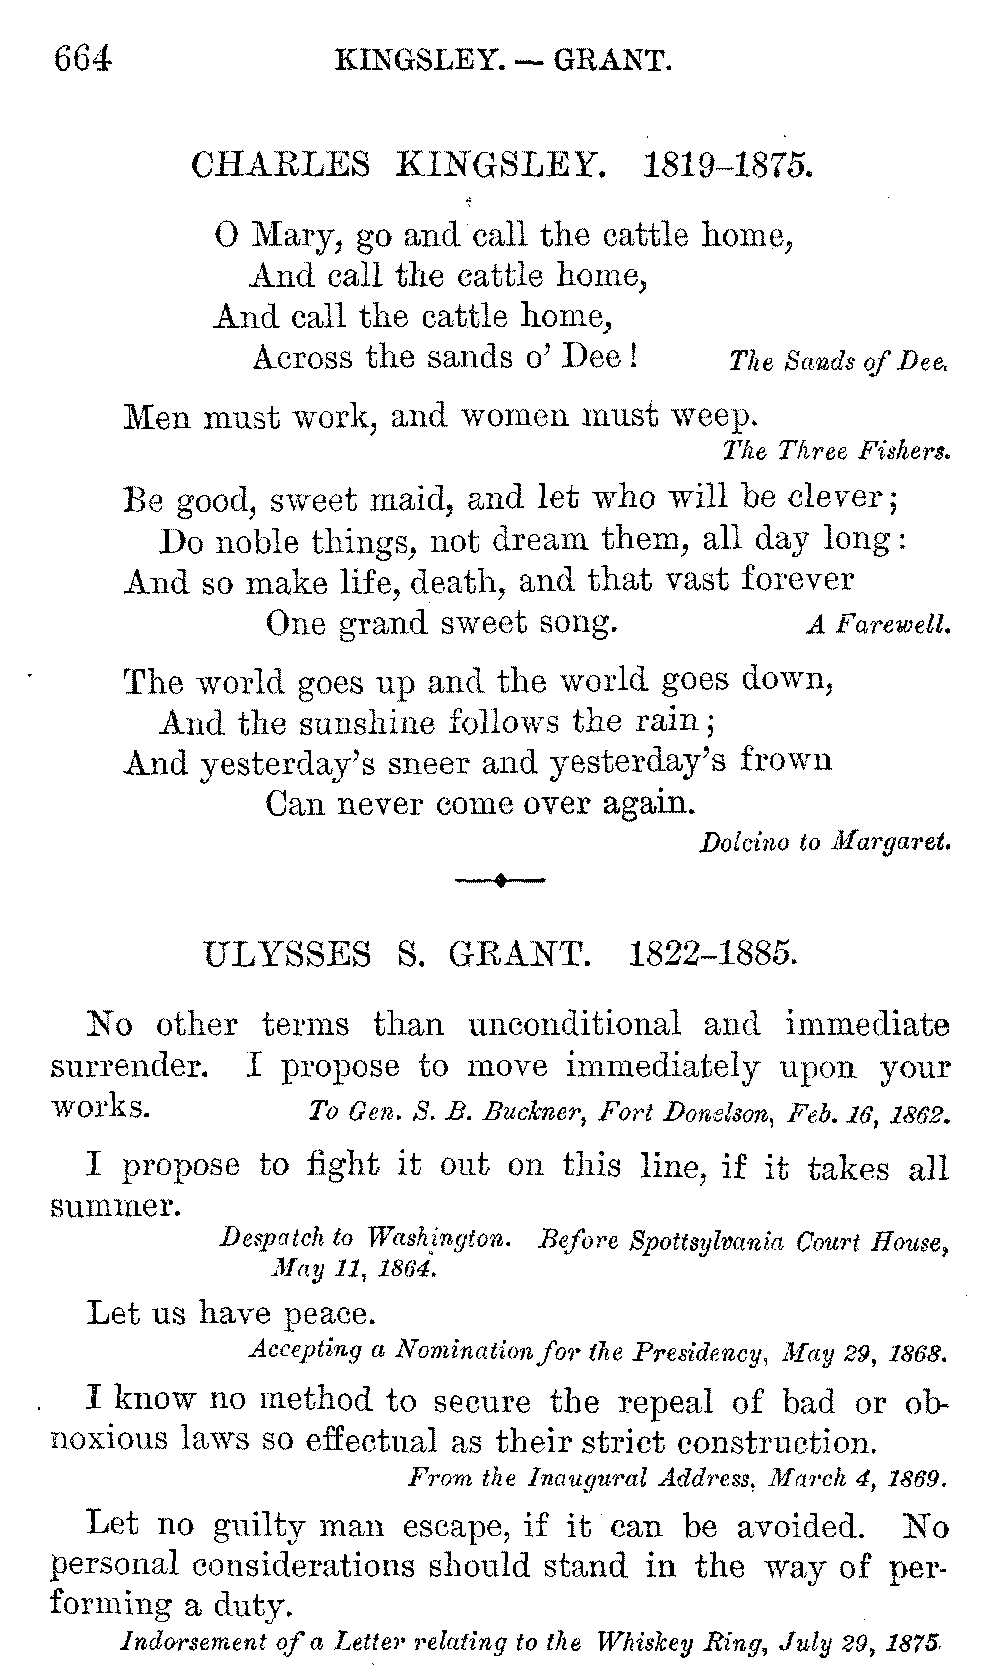 664 KINGSLEY. — GRANT.
CHARLES KINGSLEY. 1819–1875.
O Mary, go and call the cattle home,
And call the cattle home,
And call the cattle home,
Across the sands o' Dee! The Sands of Dee.
Men must work, and women must weep.
The Three Fishers.
Be good, sweet maid, and let who will be clever;
Do noble things, not dream them, all day long:
And so make life, death, and that vast forever
One grand sweet song. A Farewell.
The world goes up and the world goes down,
And the sunshine follows the rain;
And yesterday's sneer and yesterday's frown
Can never come over again.
Dolcino to Margaret.
ULYSSES S. GRANT. 1822–1885.
No other terms than unconditional and immediate
surrender. I propose to move immediately upon your
works. To Gen. S. B. Buckner, Fort Donelson, Feb. 16, 1862.
I propose to fight it out on this line, if it takes all
summer.
Despatch to Washington. Before Spottsylvania Court House,
May 11, 1864.
Let us have peace.
Accepting a Nomination for the Presidency, May 29, 1868.
I know no method to secure the repeal of bad or ob-
noxious laws so effectual as their strict construction.
From the Inaugural Address, March 4, 1869.
Let no guilty man escape, if it can be avoided. No
personal considerations should stand in the way of per-
forming a duty.
Indorsement of a Letter relating to the Whiskey Ring, July 29, 1875.